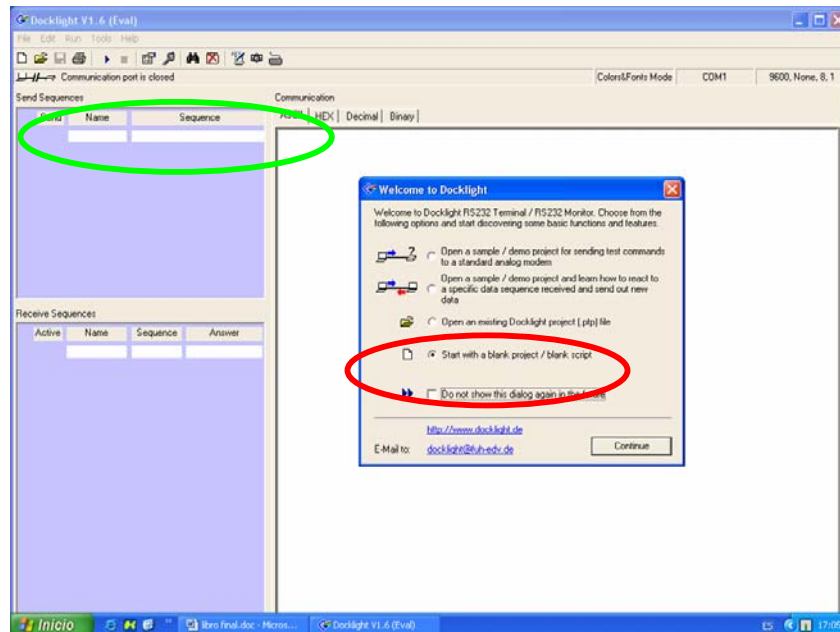 Docklight V1.6 (Eval)
File Edit Run Tools Help
Communication port is closed
Colors&Fonts Mode COM1 9600, None, 8, 1
Send Sequences
Send Name Sequence
Communication
ASCII HEX Decimal Binary
Welcome to Docklight
Welcome to Docklight RS232 Terminal / RS232 Monitor. Choose from the
following options and start discovering some basic functions and features.
Open a sample / demo project for sending test commands
to a standard analog modem
Open a sample / demo project and learn how to react to
a specific data sequence received and send out new
data
Open an existing Docklight project (.ptp) file
Start with a blank project / blank script
Do not show this dialog again in the future
http://www.docklight.de
E-Mail to: docklight@fuh-edv.de
Continue
Receive Sequences
Active Name Sequence Answer
Inicio
libro final.doc - Micros...
Docklight V1.6 (Eval)
ES